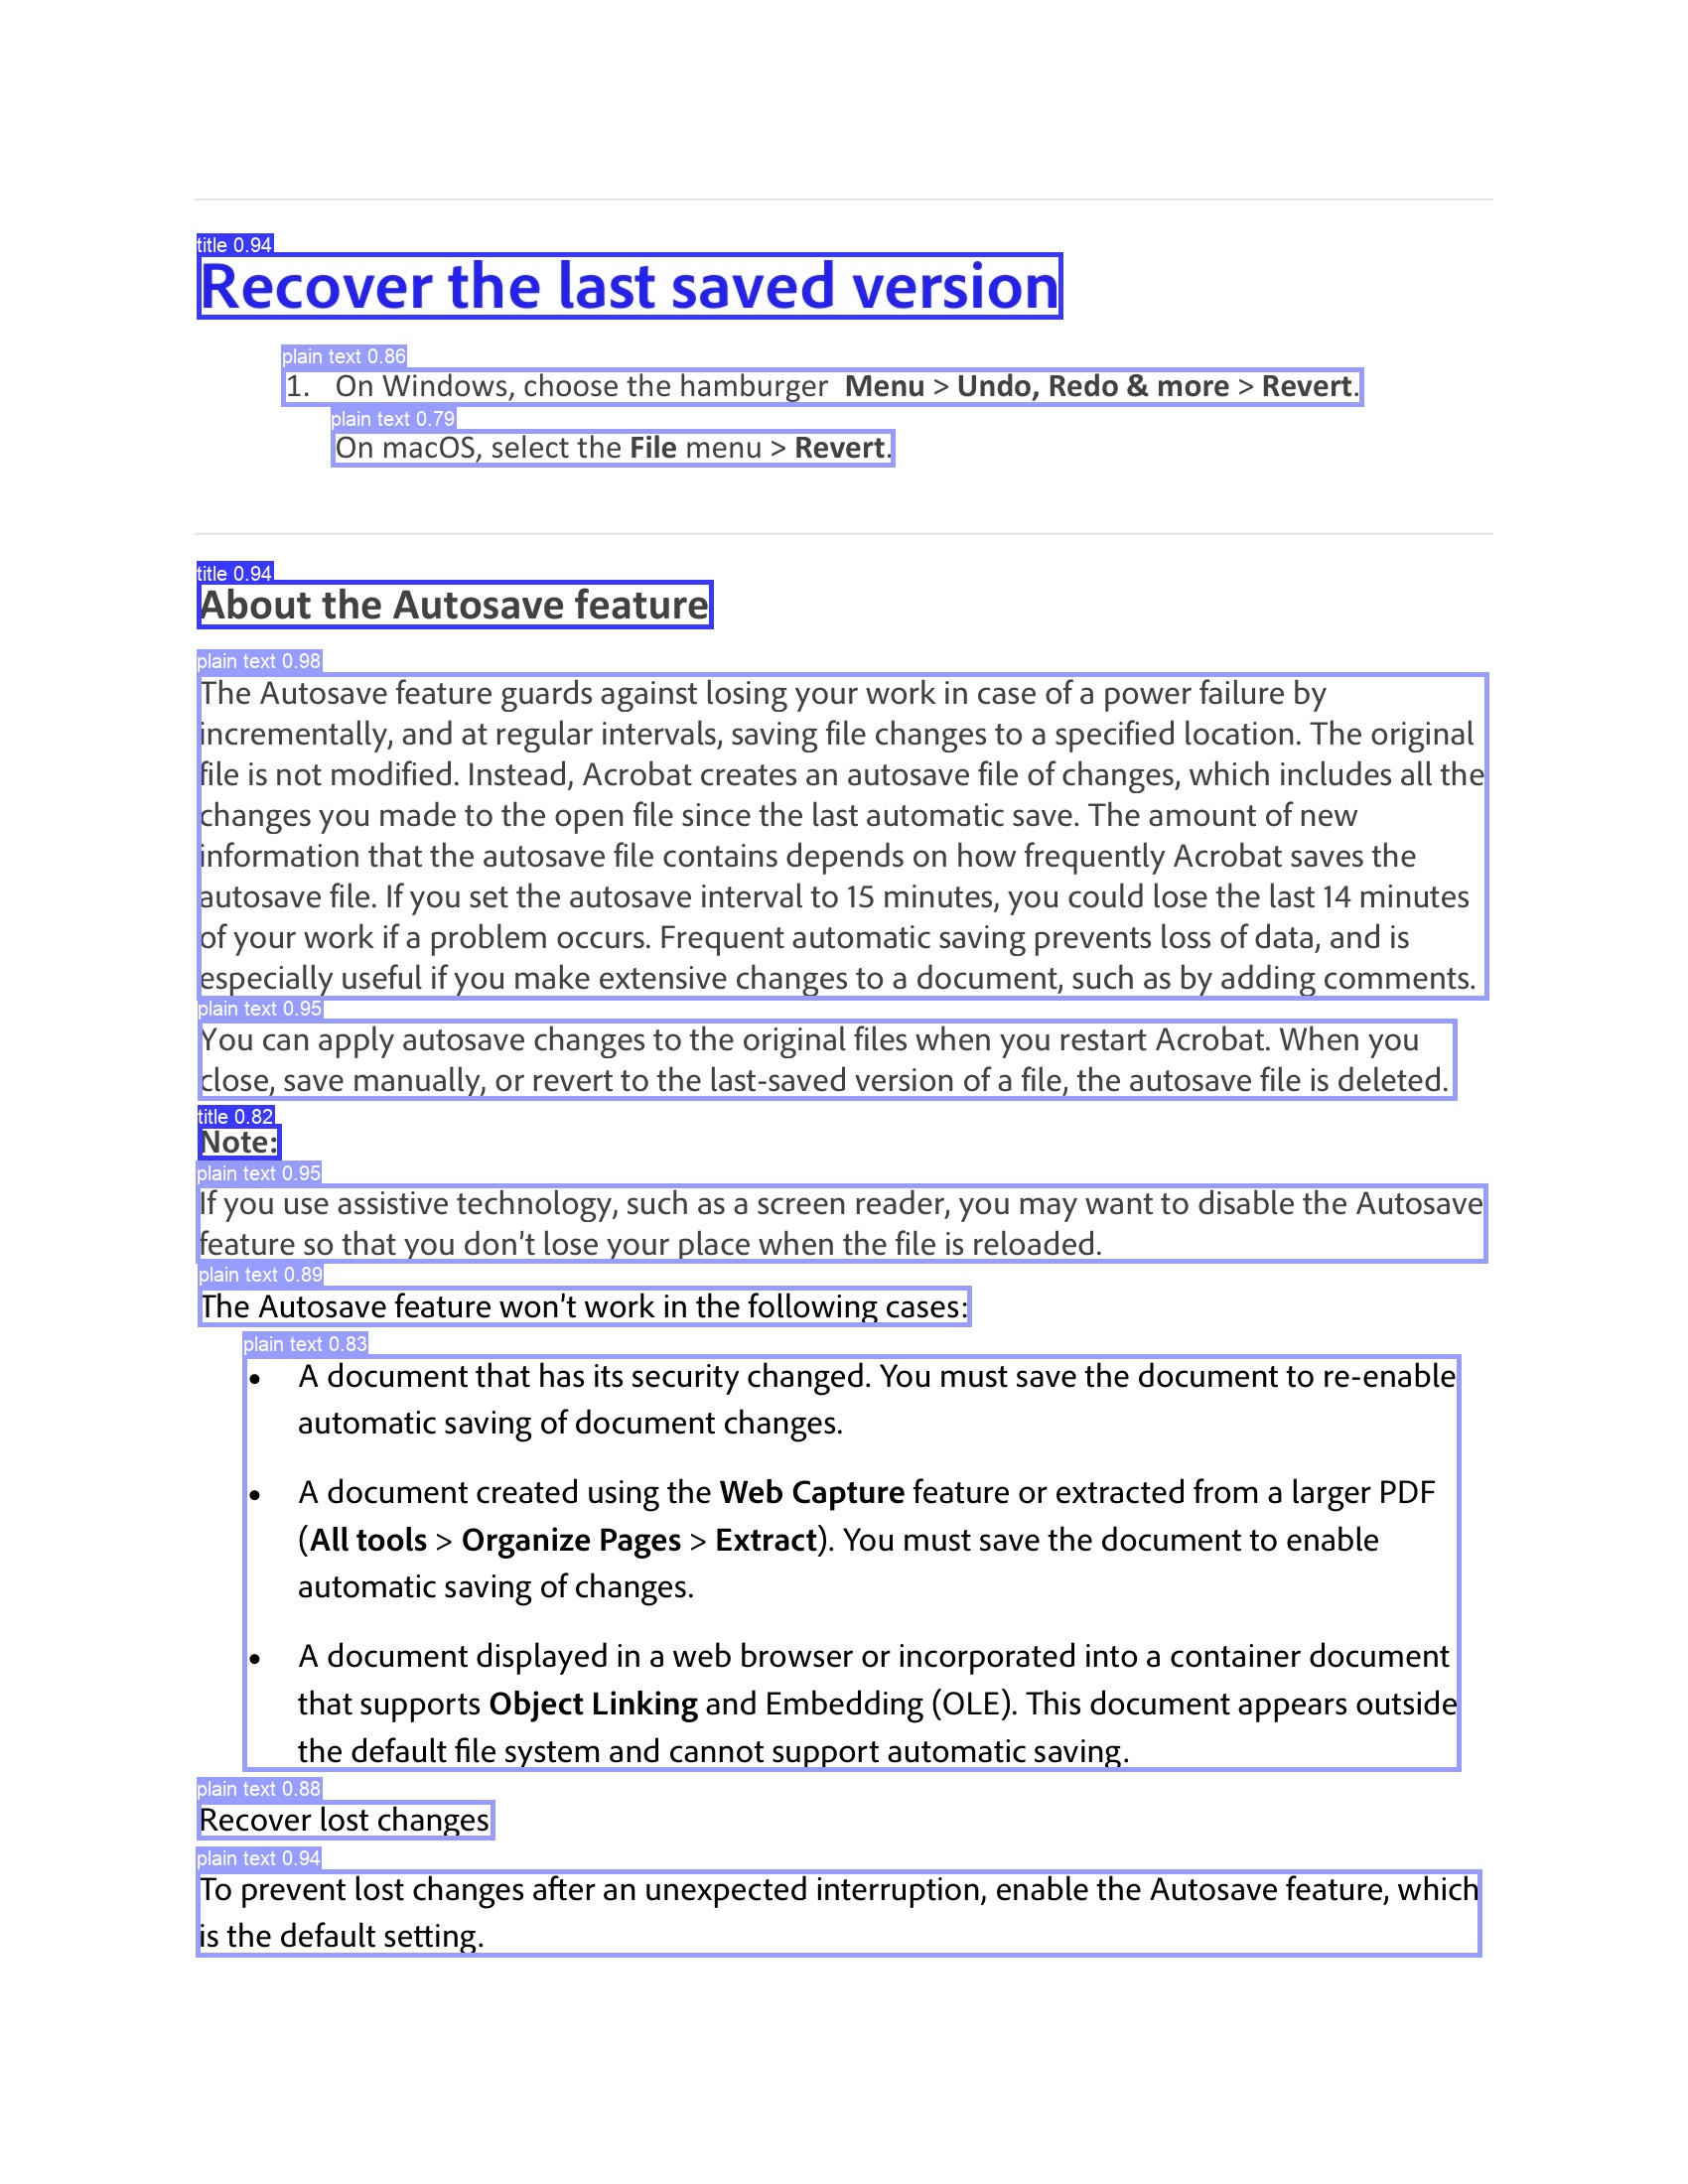 title 0.94
Recover the last saved version
plain text 0.86
1. On Windows, choose the hamburger Menu > Undo, Redo & more > Revert.
plain text 0.79
On macOS, select the File menu > Revert.
title 0.94
About the Autosave feature
plain text 0.98
The Autosave feature guards against losing your work in case of a power failure by
incrementally, and at regular intervals, saving file changes to a specified location. The original
file is not modified. Instead, Acrobat creates an autosave file of changes, which includes all the
changes you made to the open file since the last automatic save. The amount of new
information that the autosave file contains depends on how frequently Acrobat saves the
autosave file. If you set the autosave interval to 15 minutes, you could lose the last 14 minutes
of your work if a problem occurs. Frequent automatic saving prevents loss of data, and is
especially useful if you make extensive changes to a document, such as by adding comments.
plain text 0.95
You can apply autosave changes to the original files when you restart Acrobat. When you
close, save manually, or revert to the last-saved version of a file, the autosave file is deleted.
title 0.82
Note:
plain text 0.95
If you use assistive technology, such as a screen reader, you may want to disable the Autosave
feature so that you don't lose your place when the file is reloaded.
plain text 0.89
The Autosave feature won't work in the following cases:
plain text 0.83
• A document that has its security changed. You must save the document to re-enable
automatic saving of document changes.
• A document created using the Web Capture feature or extracted from a larger PDF
(All tools > Organize Pages > Extract). You must save the document to enable
automatic saving of changes.
• A document displayed in a web browser or incorporated into a container document
that supports Object Linking and Embedding (OLE). This document appears outside
the default file system and cannot support automatic saving.
plain text 0.88
Recover lost changes
plain text 0.94
To prevent lost changes after an unexpected interruption, enable the Autosave feature, which
is the default setting.